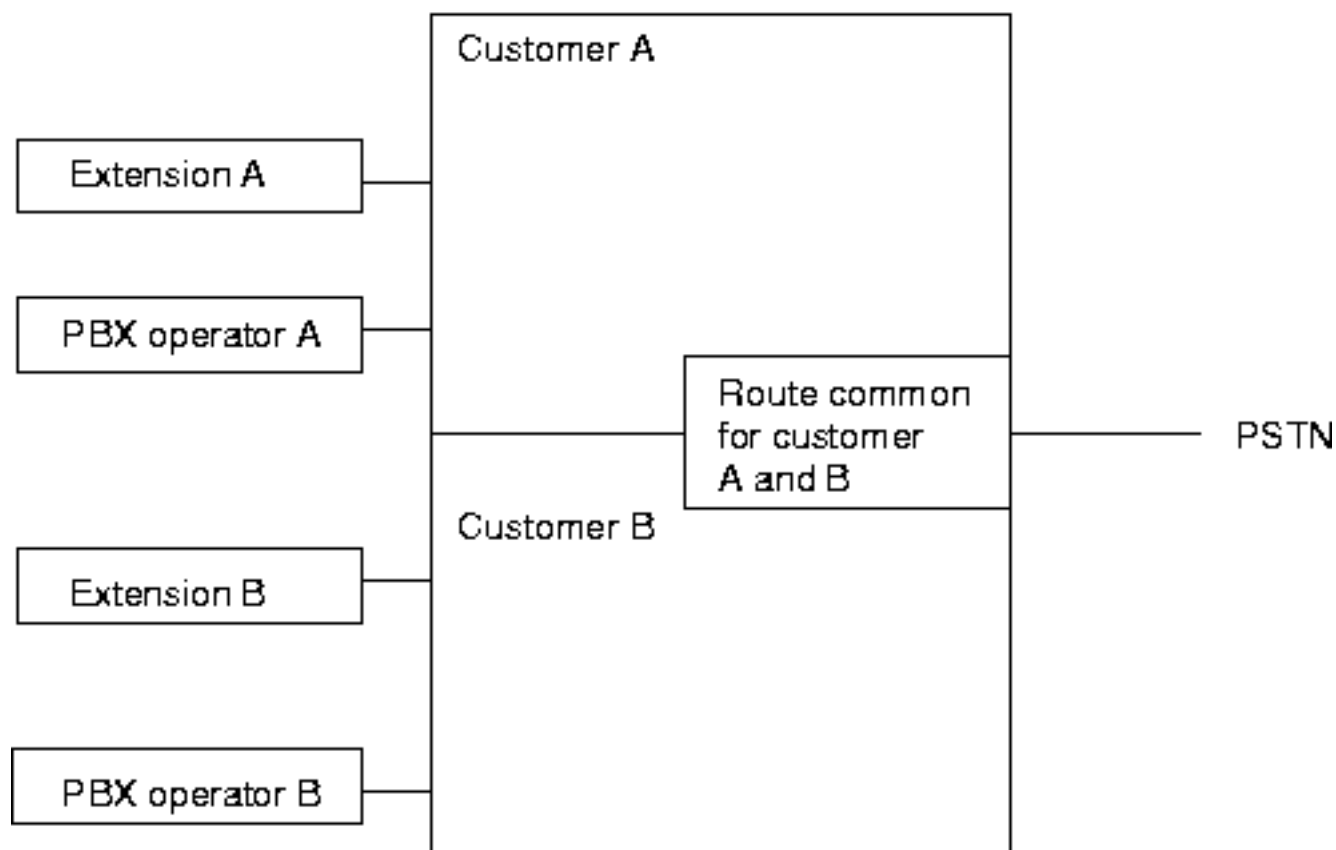 Customer A
Extension A
PBX operator A
Route common
for customer
A and B
PSTN
Customer B
Extension B
PBX operator B